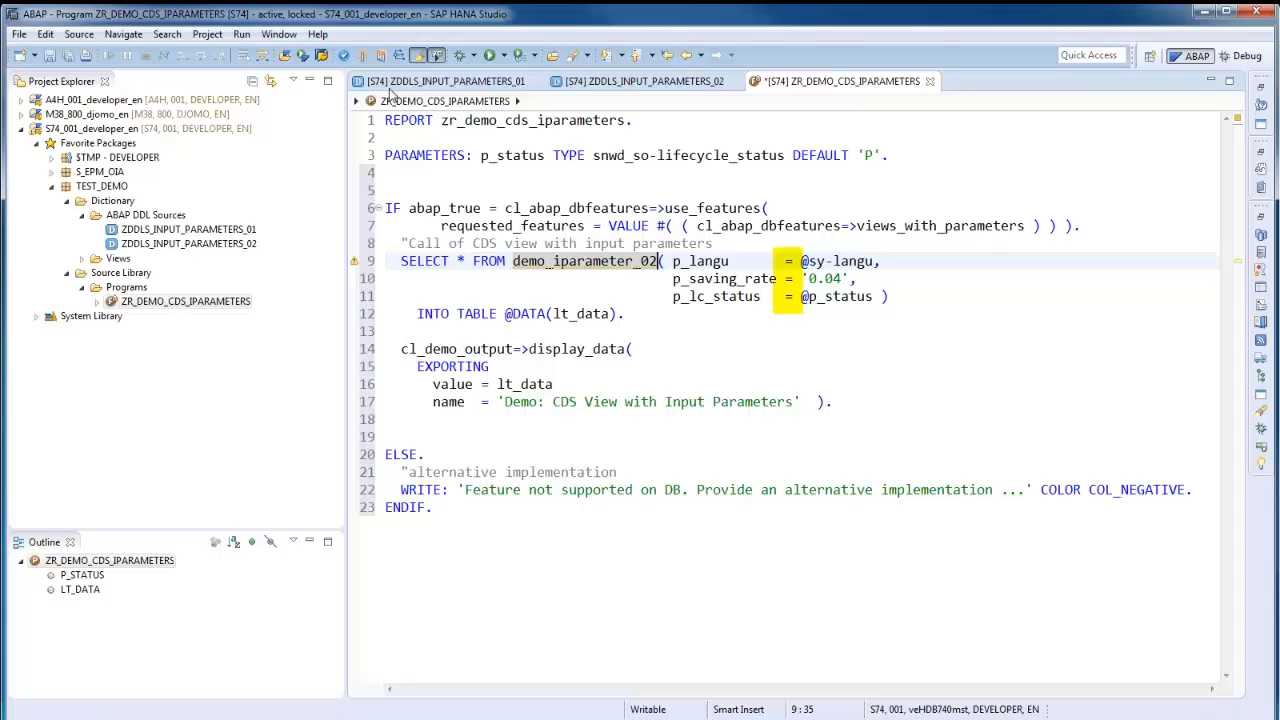 ABAP - Program ZR_DEMO_CDS_IPARAMETERS [S74] - active, locked - S74_001_developer_en - SAP HANA Studio
File Edit Source Navigate Search Project Run Window Help
Quick Access ABAP Debug
Project Explorer
A4H_001_developer_en [A4H, 001, DEVELOPER, EN]
M38_800_djomo_en [M38, 800, DJOMO, EN]
S74_001_developer_en [S74, 001, DEVELOPER, EN]
Favorite Packages
$TMP - DEVELOPER
S_EPM_OIA
TEST_DEMO
Dictionary
ABAP DDL Sources
ZDDLS_INPUT_PARAMETERS_01
ZDDLS_INPUT_PARAMETERS_02
Views
Source Library
Programs
ZR_DEMO_CDS_IPARAMETERS
System Library
Outline
ZR_DEMO_CDS_IPARAMETERS
P_STATUS
LT_DATA
[S74] ZDDLS_INPUT_PARAMETERS_01 [S74] ZDDLS_INPUT_PARAMETERS_02 *[S74] ZR_DEMO_CDS_IPARAMETERS
ZR_DEMO_CDS_IPARAMETERS
1 REPORT zr_demo_cds_iparameters.
2
3 PARAMETERS: p_status TYPE snwd_so-lifecycle_status DEFAULT 'P'.
4
5
6 IF abap_true = cl_abap_dbfeatures=>use_features(
7 requested_features = VALUE #( ( cl_abap_dbfeatures=>views_with_parameters ) ) ).
8 "Call of CDS view with input parameters
9 SELECT * FROM demo_iparameter_02( p_langu = @sy-langu,
10 p_saving_rate = '0.04',
11 p_lc_status = @p_status )
12 INTO TABLE @DATA(lt_data).
13
14 cl_demo_output=>display_data(
15 EXPORTING
16 value = lt_data
17 name = 'Demo: CDS View with Input Parameters' ).
18
19
20 ELSE.
21 "alternative implementation
22 WRITE: 'Feature not supported on DB. Provide an alternative implementation ...' COLOR COL_NEGATIVE.
23 ENDIF.
Writable Smart Insert 9 : 35 S74, 001, veHDB740mst, DEVELOPER, EN